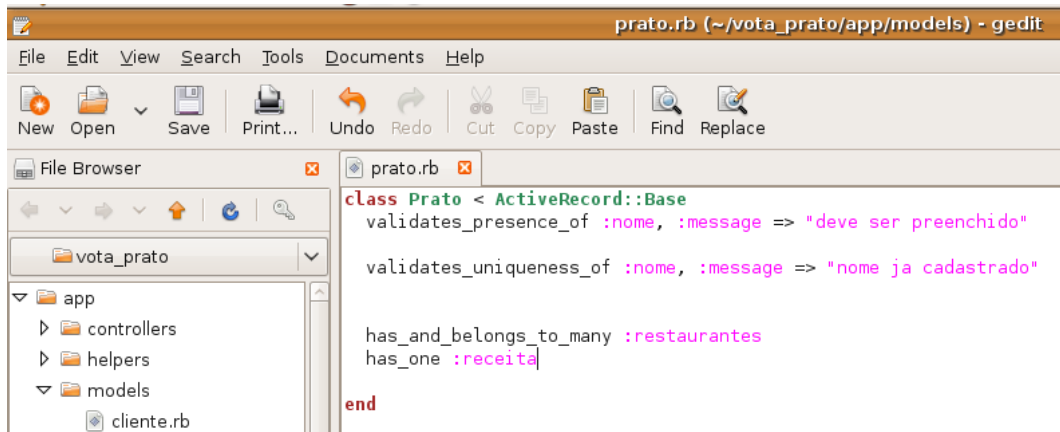 prato.rb (~/vota_prato/app/models) - gedit
File Edit View Search Tools Documents Help
New Open Save Print... Undo Redo Cut Copy Paste Find Replace
File Browser
prato.rb
vota_prato
app
controllers
helpers
models
cliente.rb
class Prato < ActiveRecord::Base
  validates_presence_of :nome, :message => "deve ser preenchido"
  validates_uniqueness_of :nome, :message => "nome ja cadastrado"
  has_and_belongs_to_many :restaurantes
  has_one :receita
end